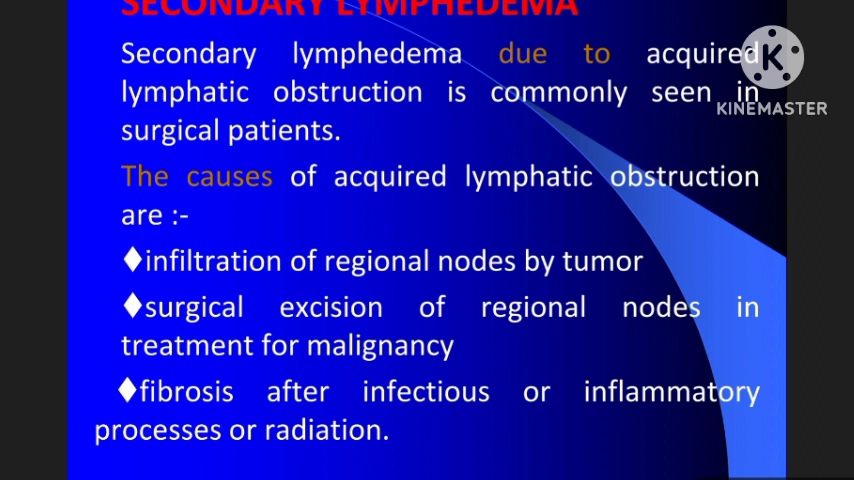 SECONDARY LYMPHEDEMA
Secondary lymphedema due to acquired
lymphatic obstruction is commonly seen in
surgical patients.
The causes of acquired lymphatic obstruction
are :-
♦infiltration of regional nodes by tumor
♦surgical excision of regional nodes in
treatment for malignancy
♦fibrosis after infectious or inflammatory
processes or radiation.
K
KINEMASTER